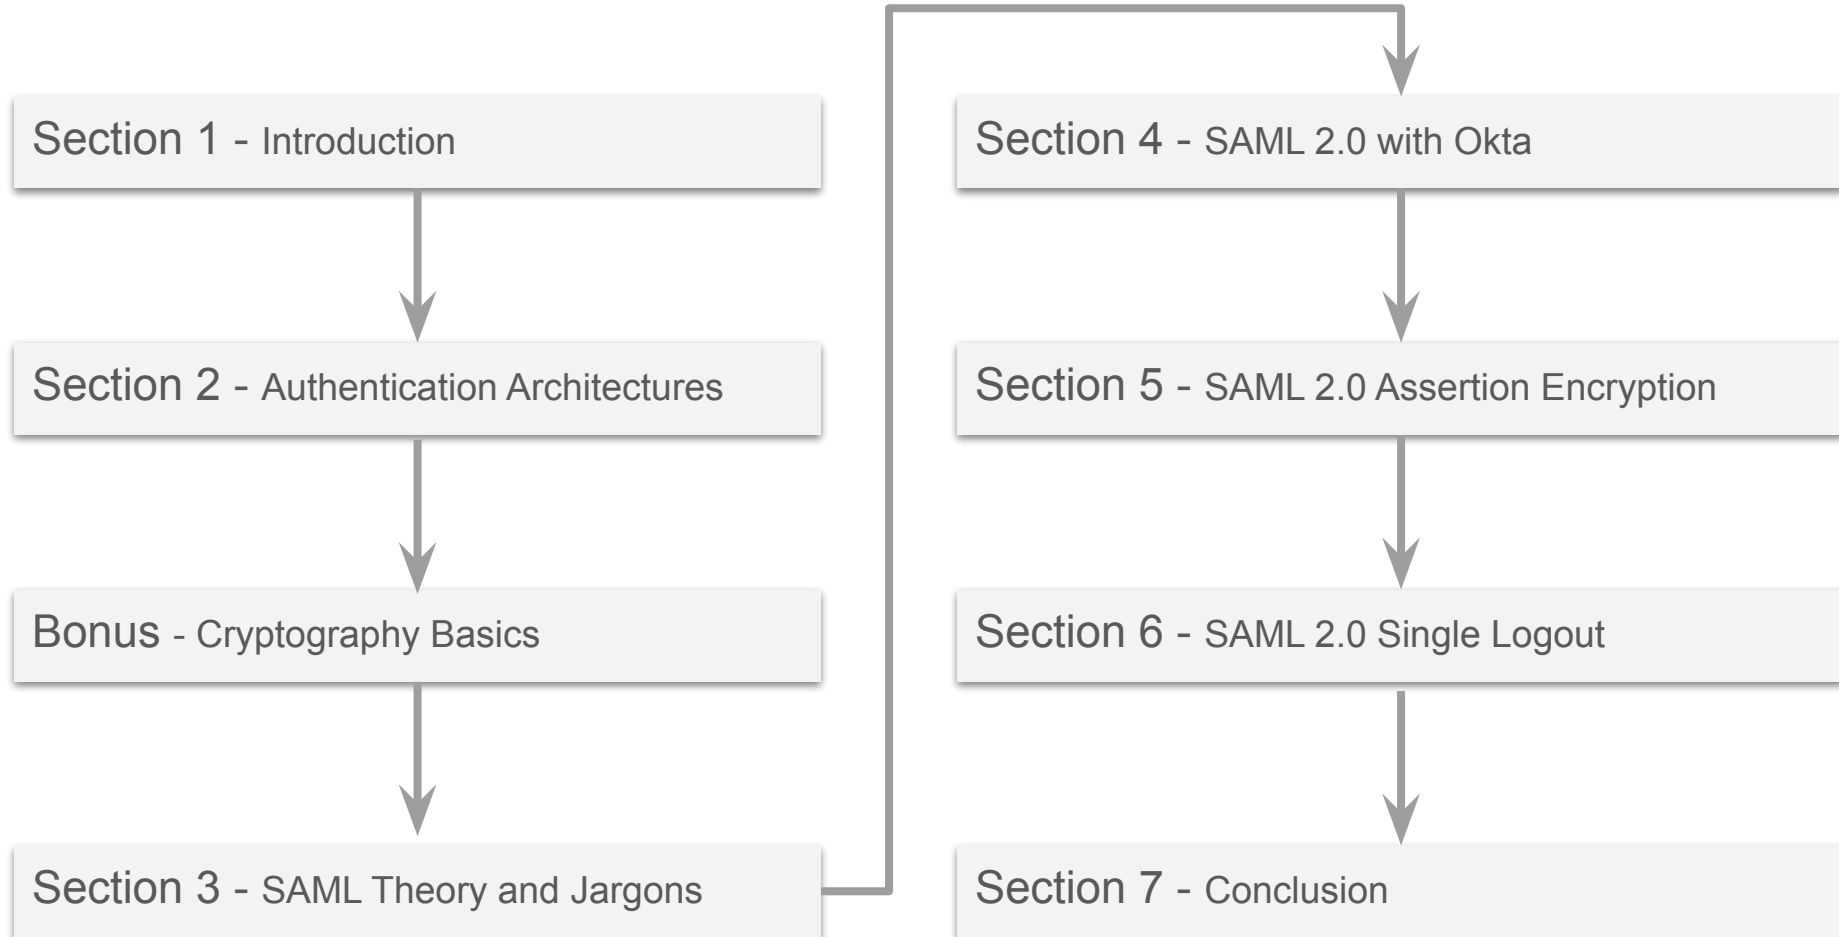 Section 1 - Introduction
Section 2 - Authentication Architectures
Bonus - Cryptography Basics
Section 3 - SAML Theory and Jargons
Section 4 - SAML 2.0 with Okta
Section 5 - SAML 2.0 Assertion Encryption
Section 6 - SAML 2.0 Single Logout
Section 7 - Conclusion